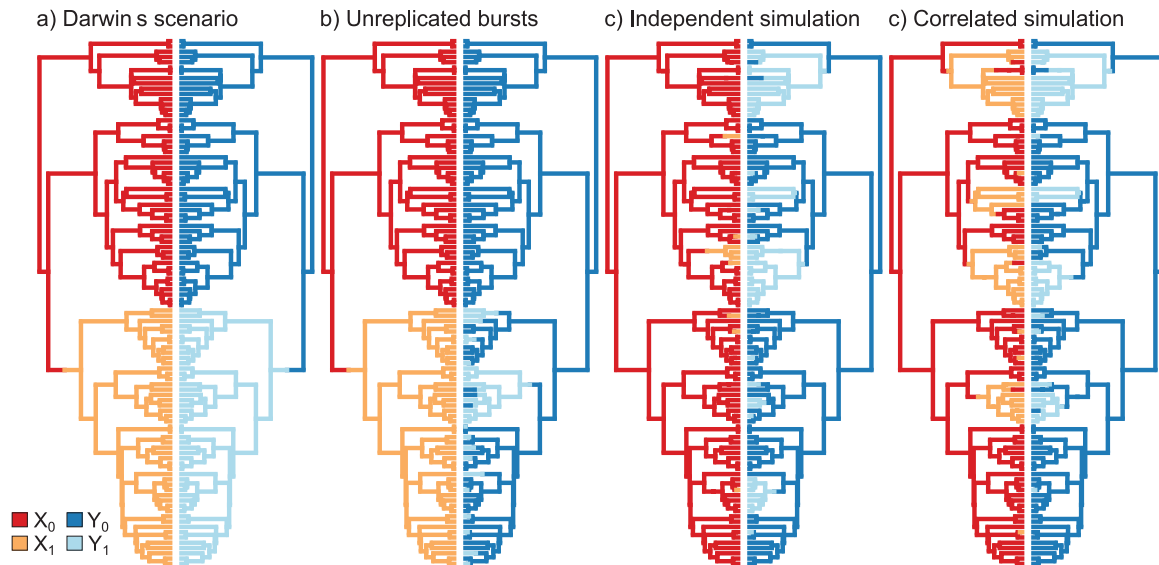 a) Darwin s scenario
b) Unreplicated bursts
c) Independent simulation
c) Correlated simulation
X0 Y0
X1 Y1